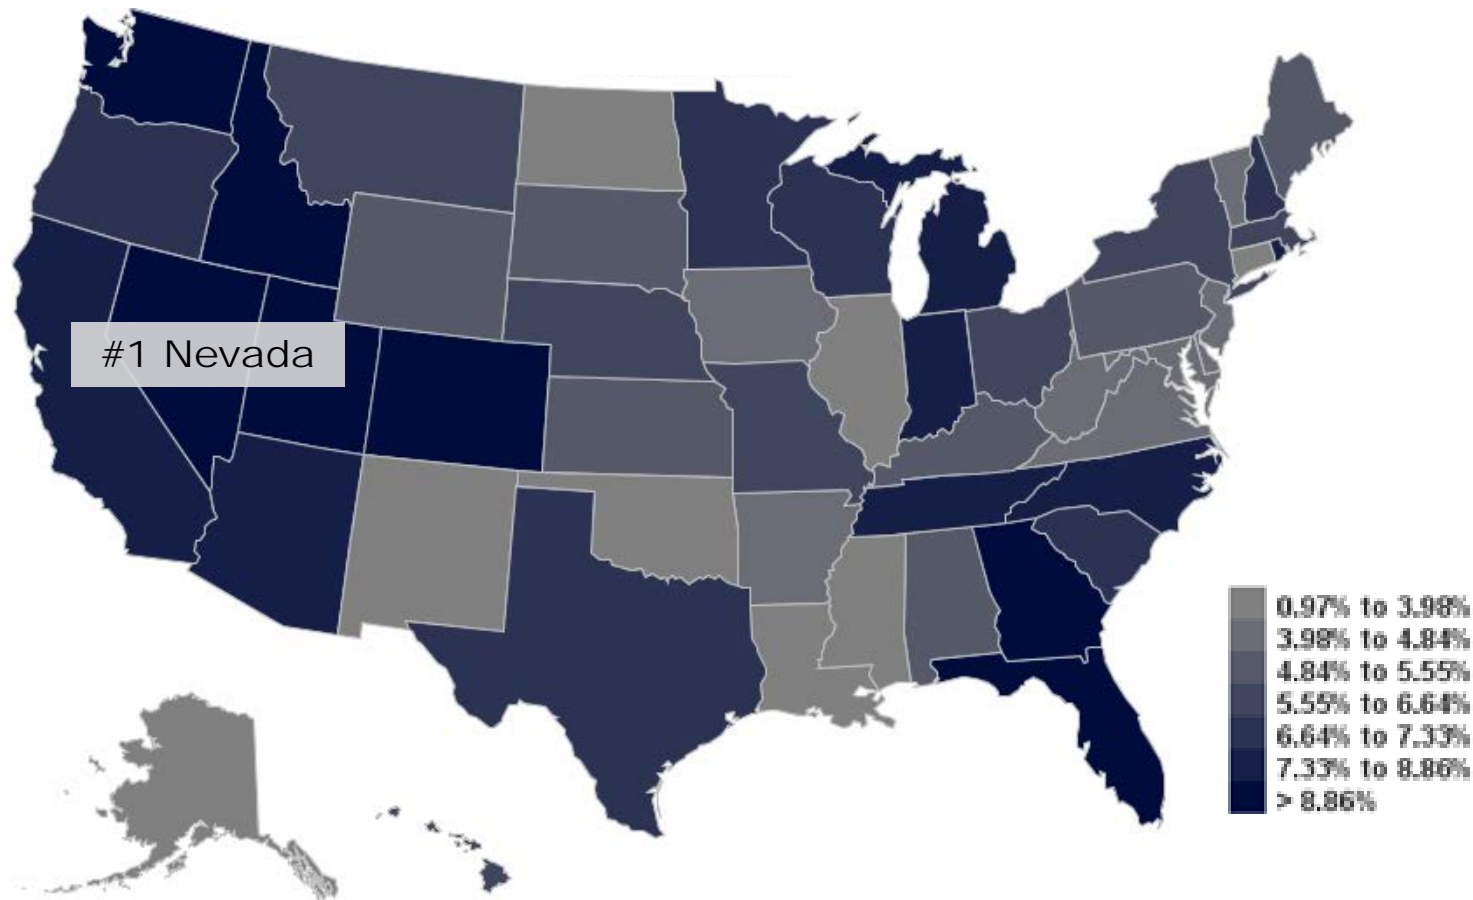 #1 Nevada
0.97% to 3.98%
3.98% to 4.84%
4.84% to 5.55%
5.55% to 6.64%
6.64% to 7.33%
7.33% to 8.86%
> 8.86%